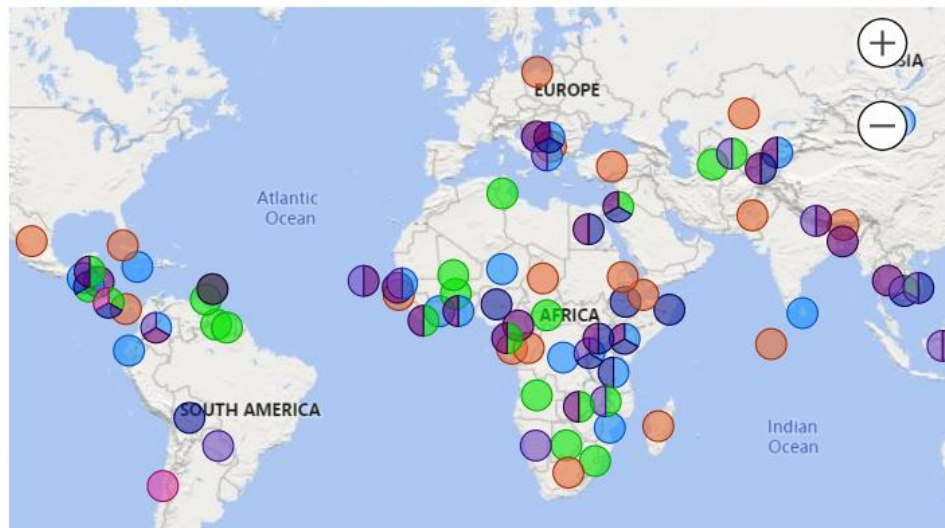 SIA
EUROPE
Atlantic
Ocean
AFRICA
SOUTH AMERICA
Indian
Ocean